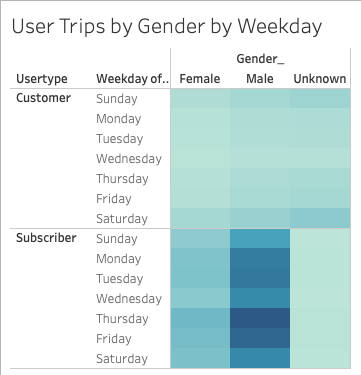 User Trips by Gender by Weekday
Gender_
Usertype Weekday of.. Female Male Unknown
Customer Sunday
Monday
Tuesday
Wednesday
Thursday
Friday
Saturday
Subscriber Sunday
Monday
Tuesday
Wednesday
Thursday
Friday
Saturday